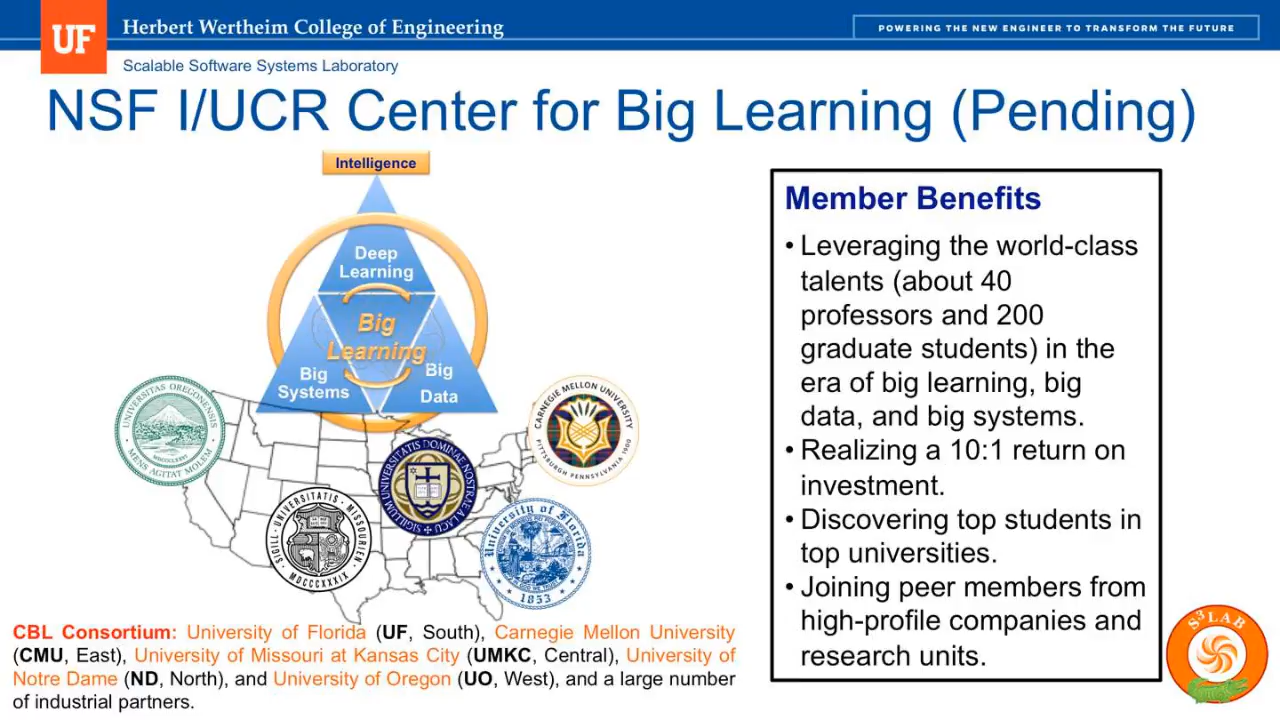 UF
Herbert Wertheim College of Engineering
POWERING THE NEW ENGINEER TO TRANSFORM THE FUTURE
Scalable Software Systems Laboratory
NSF I/UCR Center for Big Learning (Pending)
Intelligence
Deep
Learning
Big
Learning
Big
Systems
Big
Data
UNIVERSITAS OREGONENSIS
MENS AGITAT MOLEM
SIGILL·UNIVERSITATIS·MISSOURIEN
MDCCCXXXIX
SIGILLUM UNIVERSITATIS DOMINAE NOSTRAE A LACU
CARNEGIE MELLON UNIVERSITY
PITTSBURGH PENNSYLVANIA 1900
University of Florida
1853
CBL Consortium: University of Florida (UF, South), Carnegie Mellon University
(CMU, East), University of Missouri at Kansas City (UMKC, Central), University of
Notre Dame (ND, North), and University of Oregon (UO, West), and a large number
of industrial partners.
Member Benefits
• Leveraging the world-class
talents (about 40
professors and 200
graduate students) in the
era of big learning, big
data, and big systems.
• Realizing a 10:1 return on
investment.
• Discovering top students in
top universities.
• Joining peer members from
high-profile companies and
research units.
S³LAB